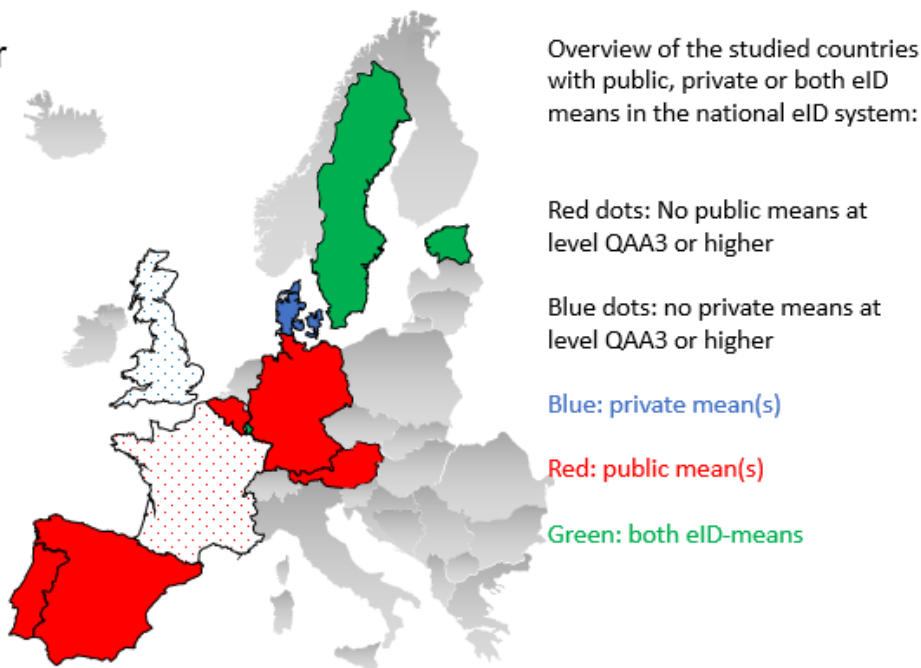 r
Overview of the studied countries
with public, private or both eID
means in the national eID system:
Red dots: No public means at
level QAA3 or higher
Blue dots: no private means at
level QAA3 or higher
Blue: private mean(s)
Red: public mean(s)
Green: both eID-means